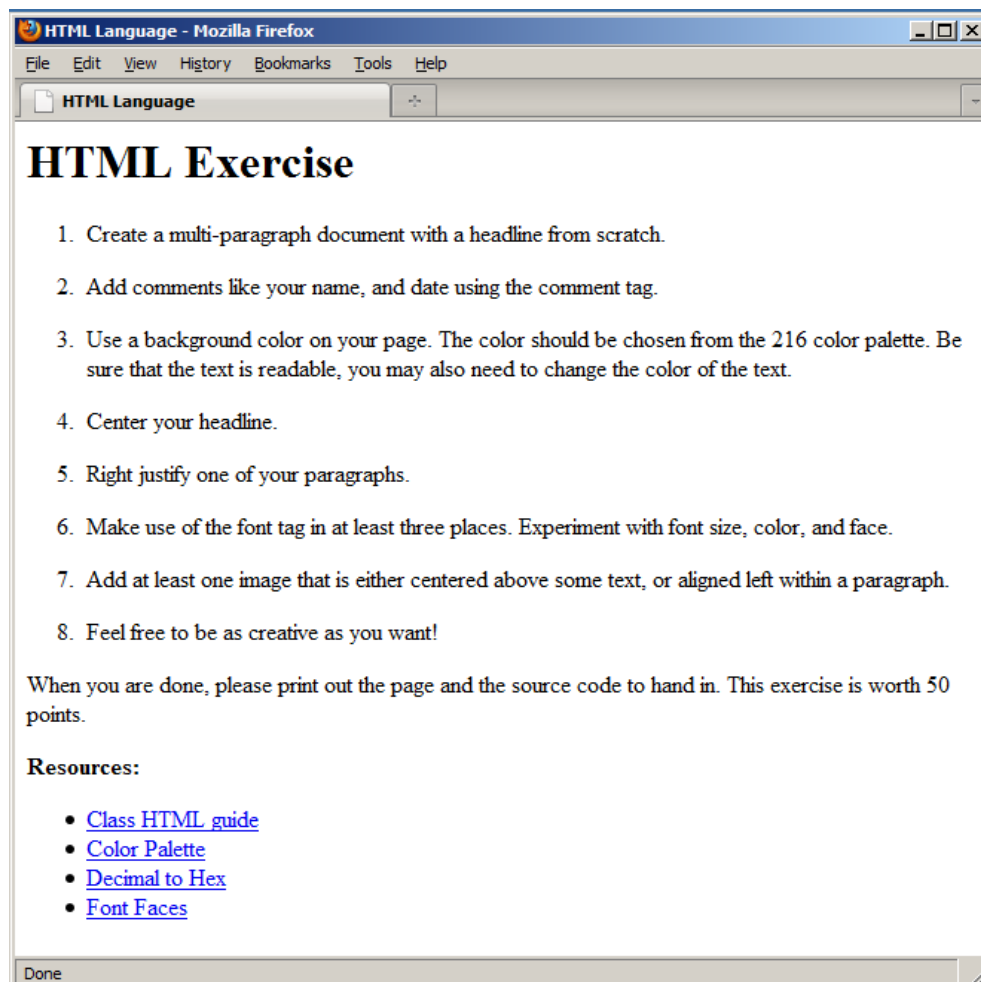 HTML Language - Mozilla Firefox
File Edit View History Bookmarks Tools Help
HTML Language
HTML Exercise
1. Create a multi-paragraph document with a headline from scratch.
2. Add comments like your name, and date using the comment tag.
3. Use a background color on your page. The color should be chosen from the 216 color palette. Be
sure that the text is readable, you may also need to change the color of the text.
4. Center your headline.
5. Right justify one of your paragraphs.
6. Make use of the font tag in at least three places. Experiment with font size, color, and face.
7. Add at least one image that is either centered above some text, or aligned left within a paragraph.
8. Feel free to be as creative as you want!
When you are done, please print out the page and the source code to hand in. This exercise is worth 50
points.
Resources:
• Class HTML guide
• Color Palette
• Decimal to Hex
• Font Faces
Done